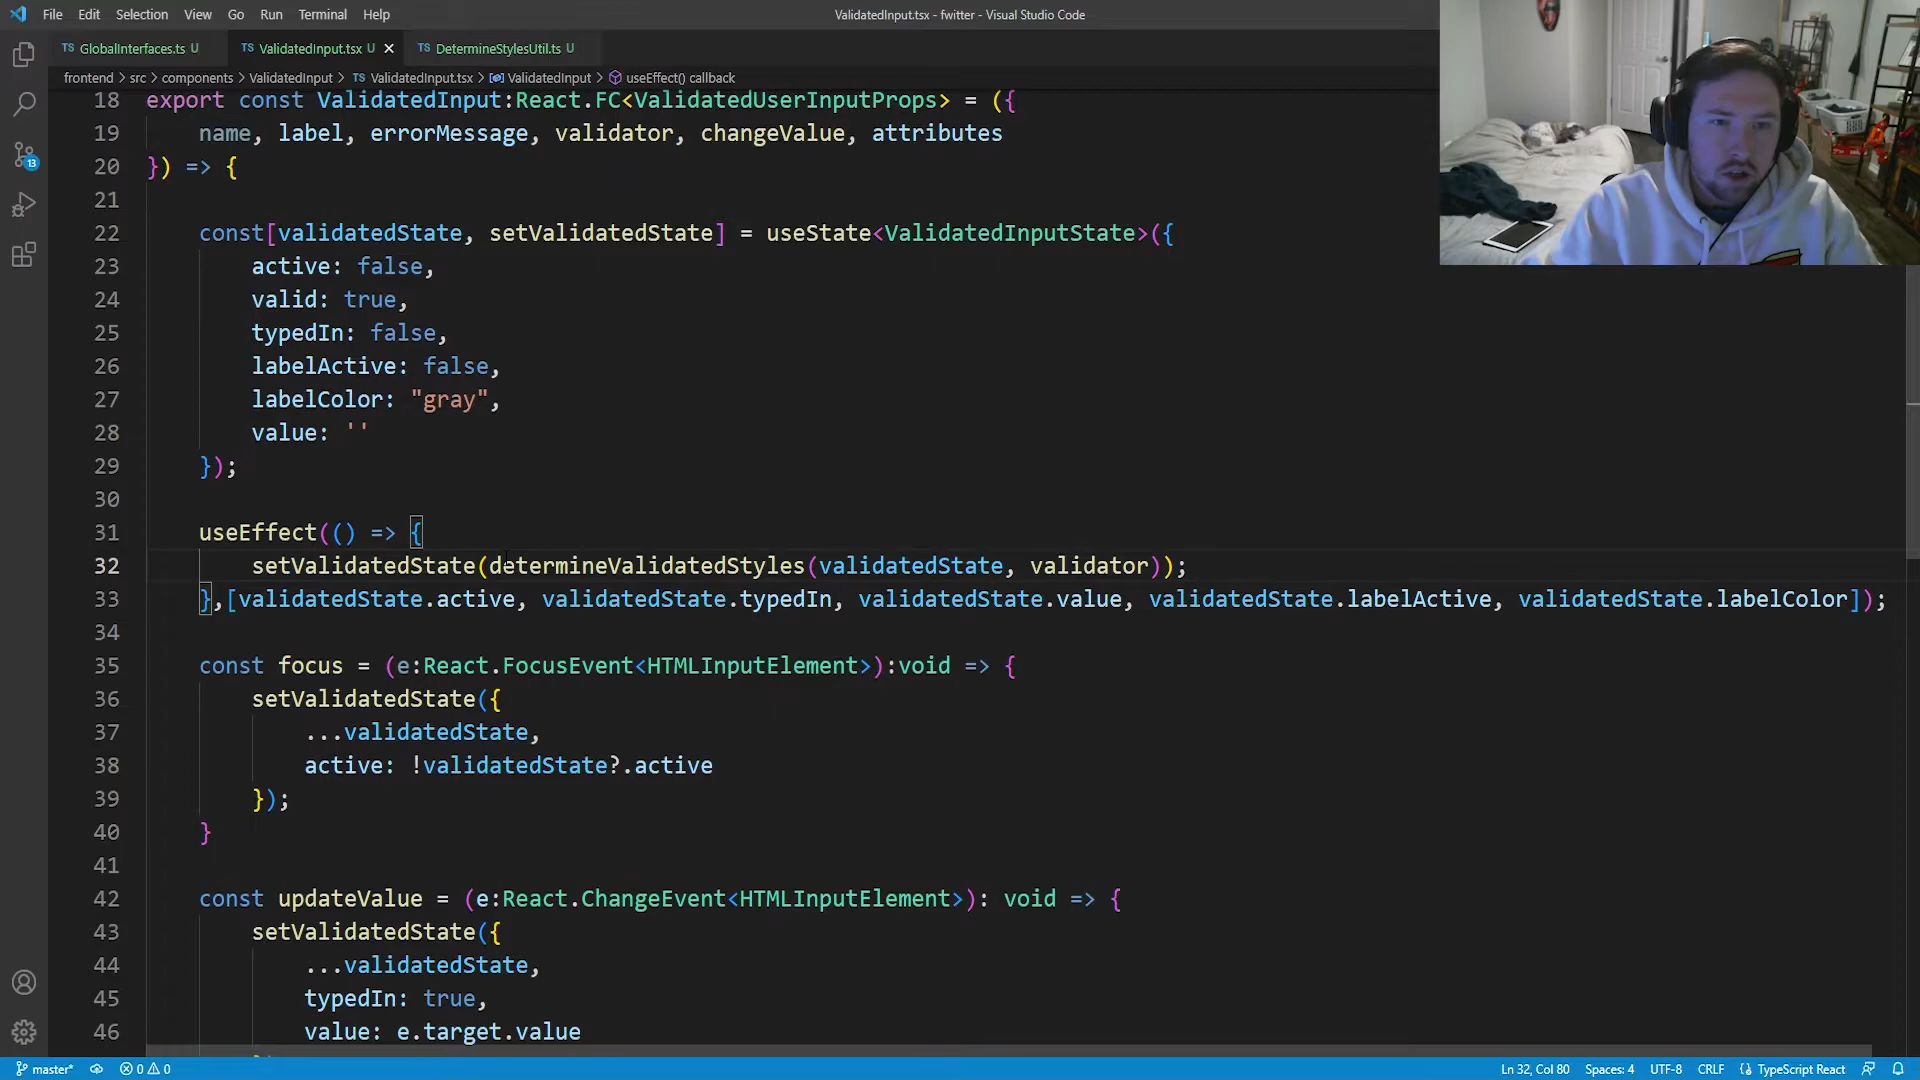 File Edit Selection View Go Run Terminal Help
ValidatedInput.tsx - fwitter - Visual Studio Code
TS GlobalInterfaces.ts U
TS ValidatedInput.tsx U
TS DetermineStylesUtil.ts U
frontend > src > components > ValidatedInput > TS ValidatedInput.tsx > ValidatedInput > useEffect() callback
18 export const ValidatedInput:React.FC<ValidatedUserInputProps> = ({
19 name, label, errorMessage, validator, changeValue, attributes
20 }) => {
21
22 const[validatedState, setValidatedState] = useState<ValidatedInputState>({
23 active: false,
24 valid: true,
25 typedIn: false,
26 labelActive: false,
27 labelColor: "gray",
28 value: ''
29 });
30
31 useEffect(() => {
32 setValidatedState(determineValidatedStyles(validatedState, validator));
33 },[validatedState.active, validatedState.typedIn, validatedState.value, validatedState.labelActive, validatedState.labelColor]);
34
35 const focus = (e:React.FocusEvent<HTMLInputElement>):void => {
36 setValidatedState({
37 ...validatedState,
38 active: !validatedState?.active
39 });
40 }
41
42 const updateValue = (e:React.ChangeEvent<HTMLInputElement>): void => {
43 setValidatedState({
44 ...validatedState,
45 typedIn: true,
46 value: e.target.value
13
master* 0 0 Ln 32, Col 80 Spaces: 4 UTF-8 CRLF TypeScript React